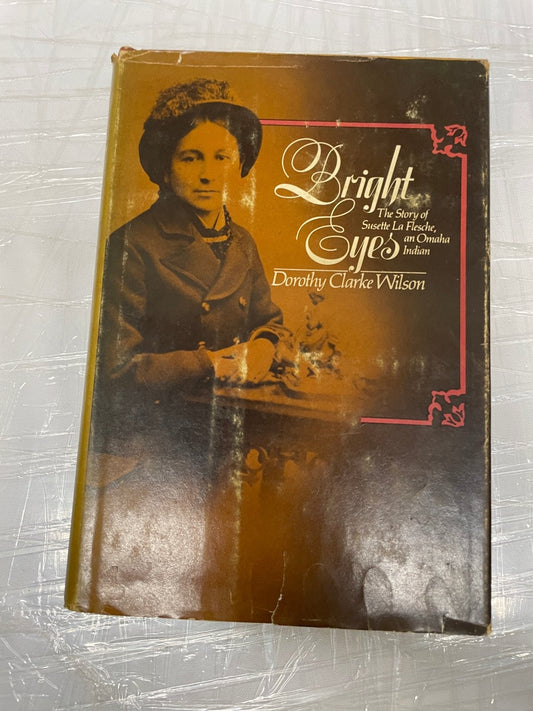 Bright
The Story of
Susette La Flesche,
Eyes an Omaha
Indian
Dorothy Clarke Wilson